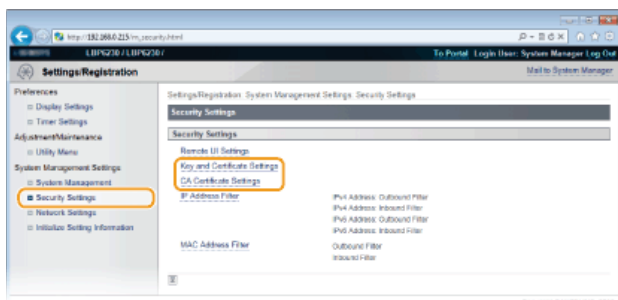 http://192.168.0.215/m_security.html
LBP6230 / LBP6230 /
To Portal Login User: System Manager Log Out
Settings/Registration
Mail to System Manager
Preferences
Display Settings
Timer Settings
Adjustment/Maintenance
Utility Menu
System Management Settings
System Management
Security Settings
Network Settings
Initialize Setting Information
Settings/Registration: System Management Settings: Security Settings
Security Settings
Security Settings
Remote UI Settings
Key and Certificate Settings
CA Certificate Settings
IP Address Filter
IPv4 Address: Outbound Filter
IPv4 Address: Inbound Filter
IPv6 Address: Outbound Filter
IPv6 Address: Inbound Filter
MAC Address Filter
Outbound Filter
Inbound Filter